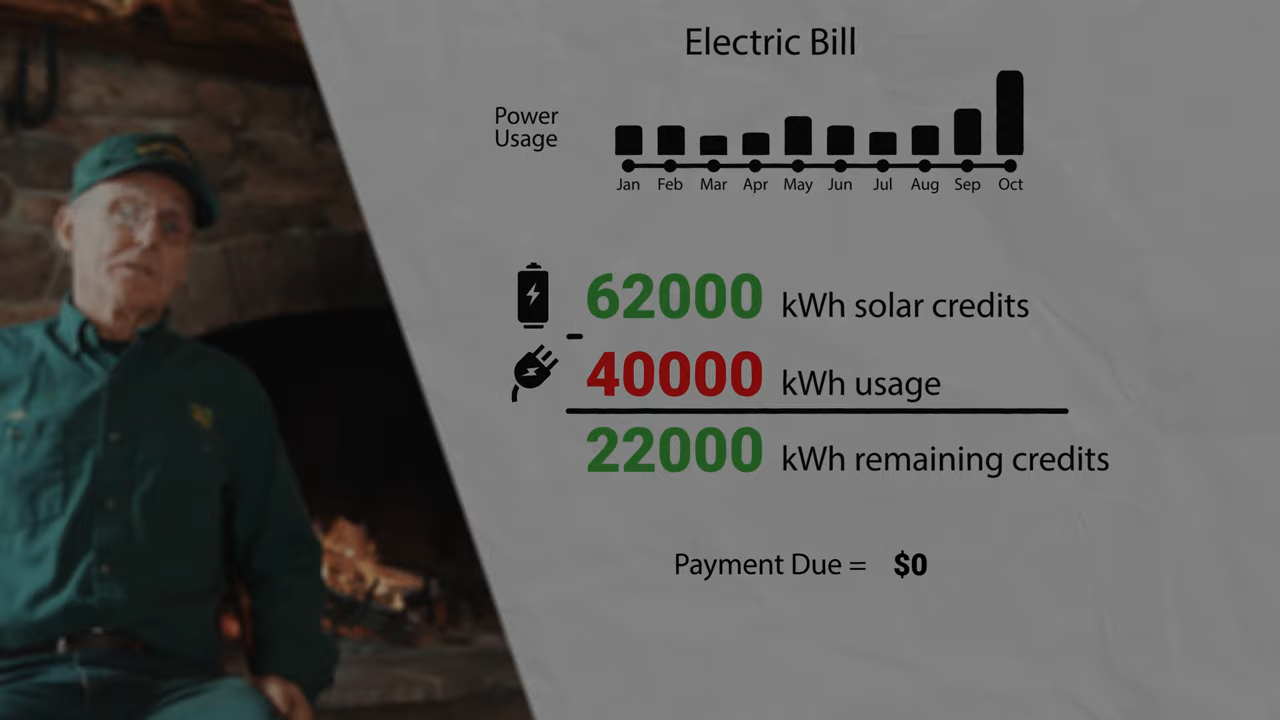 Electric Bill
Power
Usage
Jan Feb Mar Apr May Jun Jul Aug Sep Oct
62000 kWh solar credits
- 40000 kWh usage
22000 kWh remaining credits
Payment Due = $0